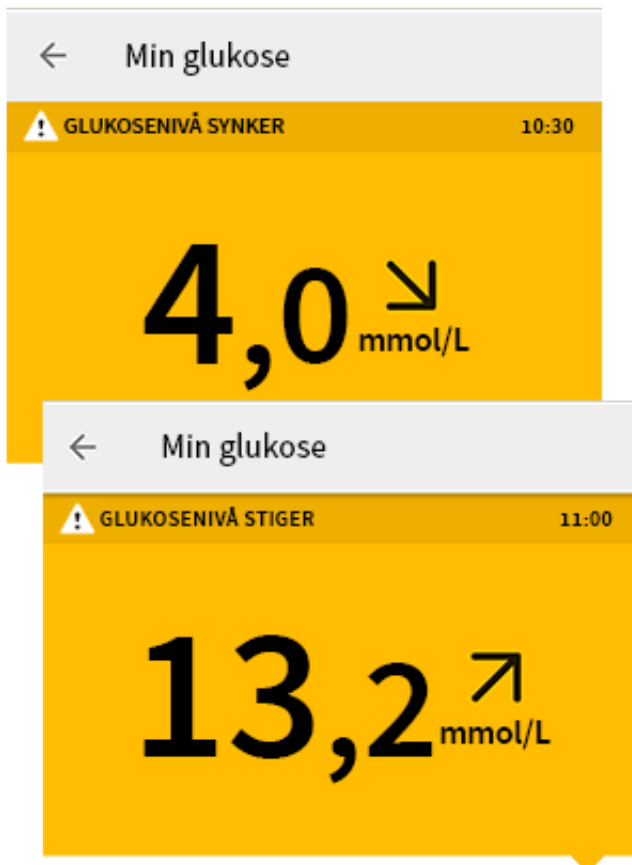 Min glukose
GLUKOSENIVÅ SYNKER 10:30
4,0 mmol/L
Min glukose
GLUKOSENIVÅ STIGER 11:00
13,2 mmol/L